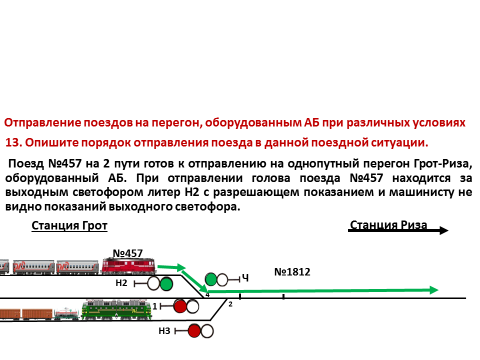 Отправление поездов на перегон, оборудованным АБ при различных условиях
13. Опишите порядок отправления поезда в данной поездной ситуации.
Поезд №457 на 2 пути готов к отправлению на однопутный перегон Грот-Риза,
оборудованный АБ. При отправлении голова поезда №457 находится за
выходным светофором литер Н2 с разрешающем показанием и машинисту не
видно показаний выходного светофора.
Станция Грот
Станция Риза
№457
Н2
Ч
№1812
4
2
1
Н3